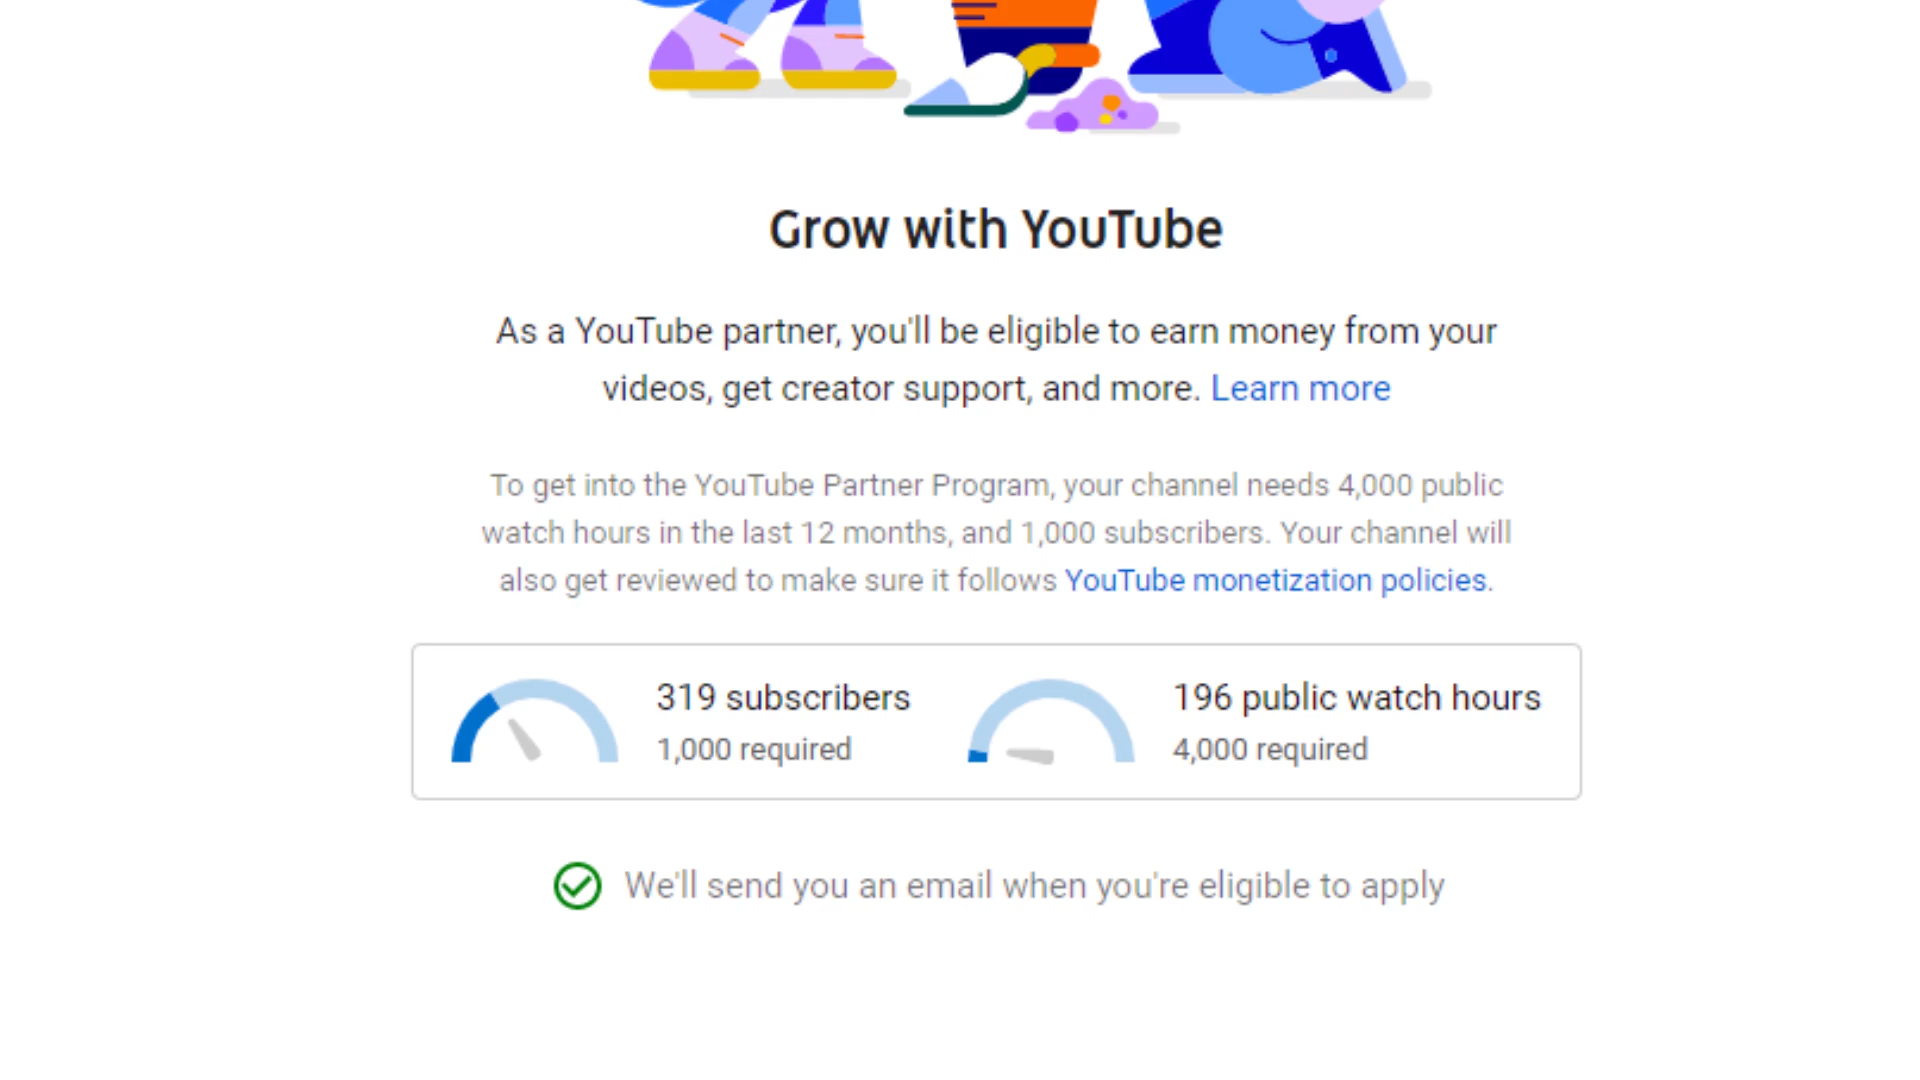 Grow with YouTube
As a YouTube partner, you'll be eligible to earn money from your
videos, get creator support, and more. Learn more
To get into the YouTube Partner Program, your channel needs 4,000 public
watch hours in the last 12 months, and 1,000 subscribers. Your channel will
also get reviewed to make sure it follows YouTube monetization policies.
319 subscribers
1,000 required
196 public watch hours
4,000 required
We'll send you an email when you're eligible to apply